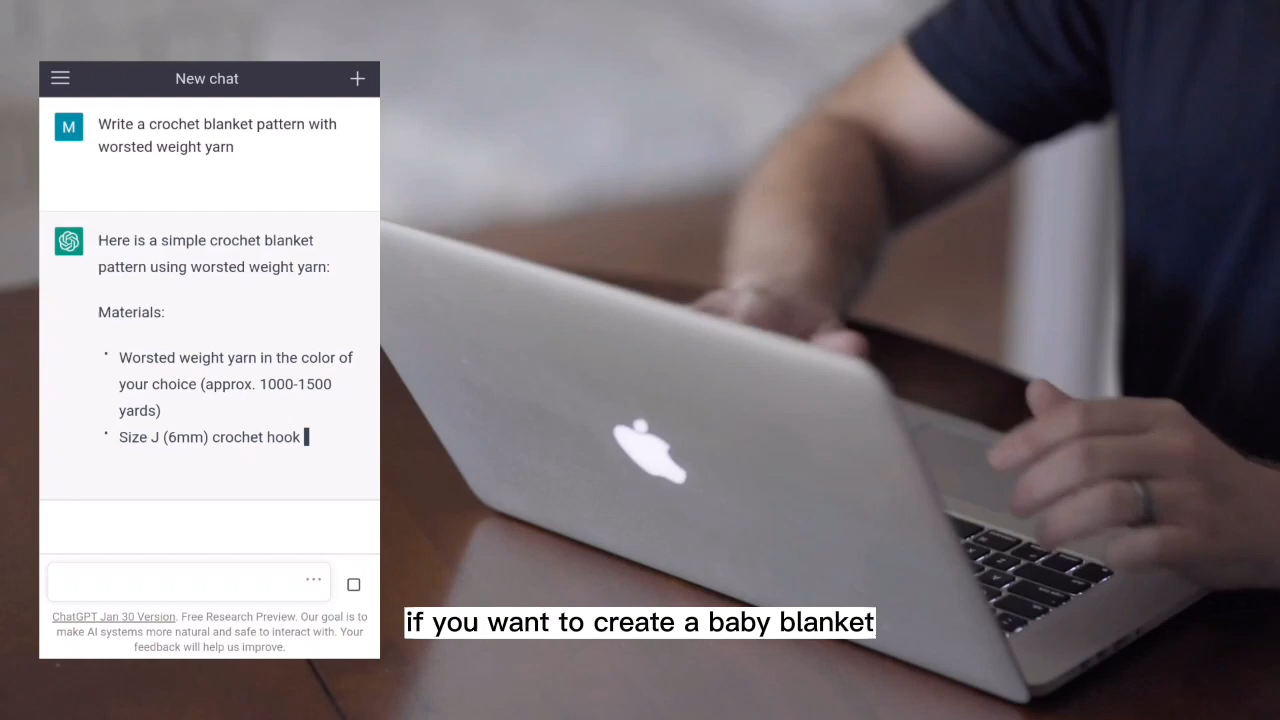 New chat
M
Write a crochet blanket pattern with
worsted weight yarn
Here is a simple crochet blanket
pattern using worsted weight yarn:
Materials:
Worsted weight yarn in the color of
your choice (approx. 1000-1500
yards)
Size J (6mm) crochet hook
ChatGPT Jan 30 Version. Free Research Preview. Our goal is to
make AI systems more natural and safe to interact with. Your
feedback will help us improve.
if you want to create a baby blanket